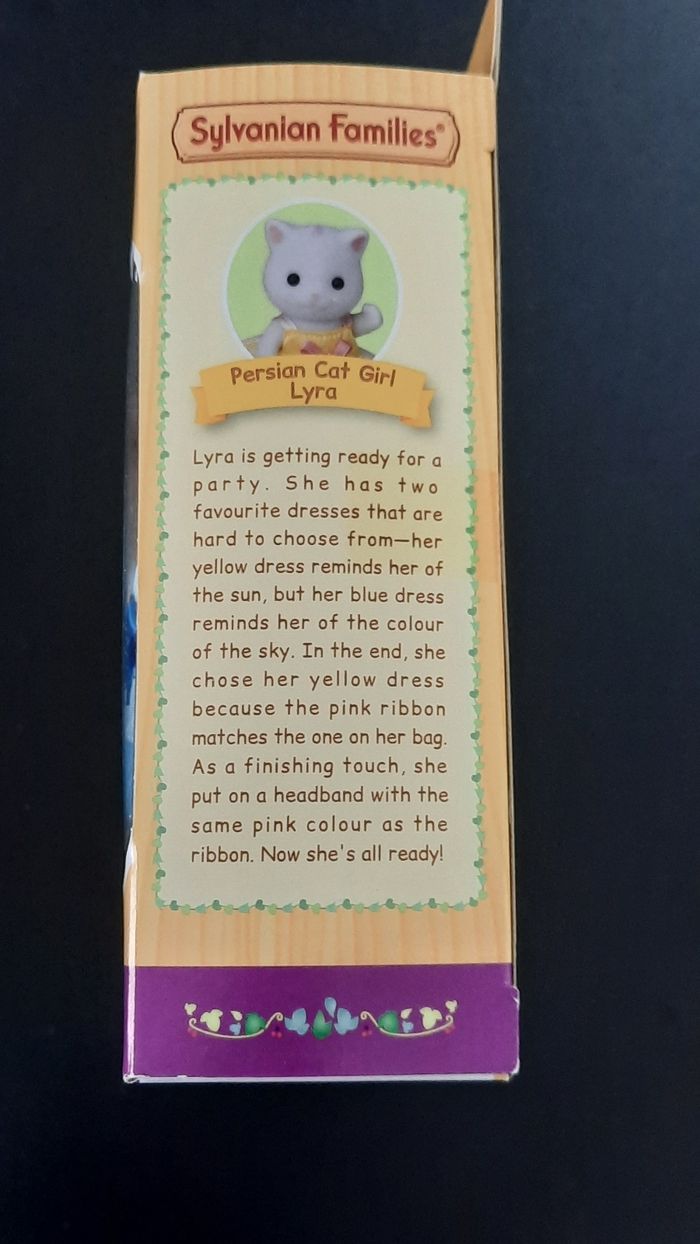 Sylvanian Families®
Persian Cat Girl
Lyra
Lyra is getting ready for a
party. She has two
favourite dresses that are
hard to choose from—her
yellow dress reminds her of
the sun, but her blue dress
reminds her of the colour
of the sky. In the end, she
chose her yellow dress
because the pink ribbon
matches the one on her bag.
As a finishing touch, she
put on a headband with the
same pink colour as the
ribbon. Now she's all ready!